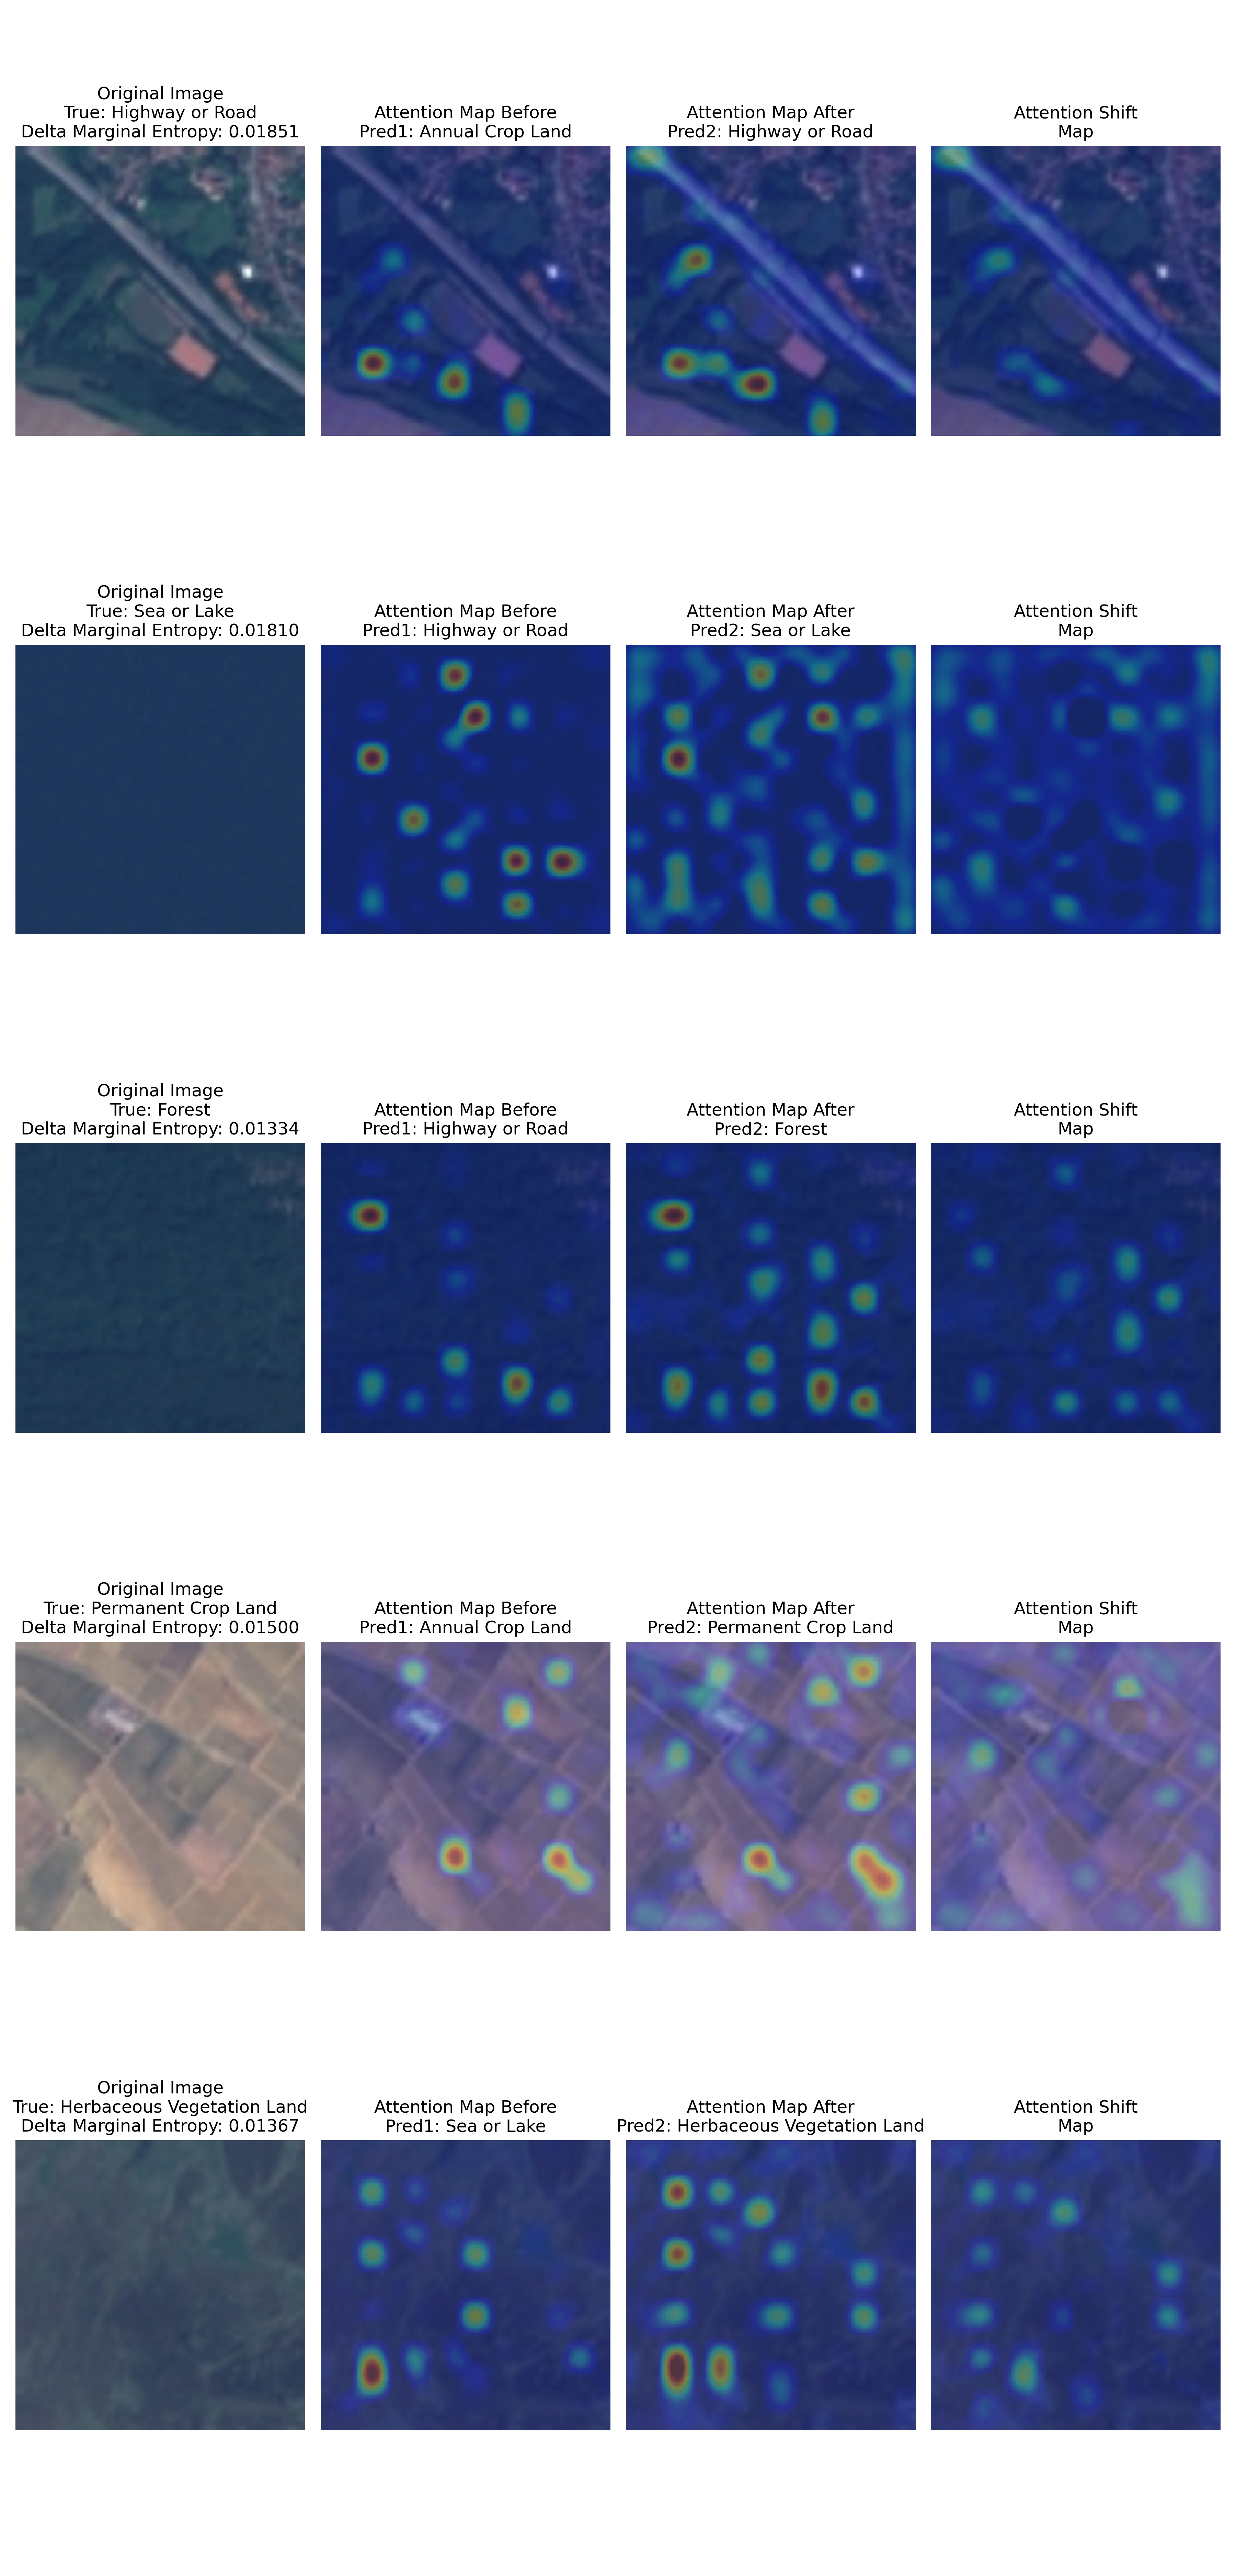 Original Image
True: Highway or Road
Delta Marginal Entropy: 0.01851
Attention Map Before
Pred1: Annual Crop Land
Attention Map After
Pred2: Highway or Road
Attention Shift
Map
Original Image
True: Sea or Lake
Delta Marginal Entropy: 0.01810
Attention Map Before
Pred1: Highway or Road
Attention Map After
Pred2: Sea or Lake
Attention Shift
Map
Original Image
True: Forest
Delta Marginal Entropy: 0.01334
Attention Map Before
Pred1: Highway or Road
Attention Map After
Pred2: Forest
Attention Shift
Map
Original Image
True: Permanent Crop Land
Delta Marginal Entropy: 0.01500
Attention Map Before
Pred1: Annual Crop Land
Attention Map After
Pred2: Permanent Crop Land
Attention Shift
Map
Original Image
True: Herbaceous Vegetation Land
Delta Marginal Entropy: 0.01367
Attention Map Before
Pred1: Sea or Lake
Attention Map After
Pred2: Herbaceous Vegetation Land
Attention Shift
Map